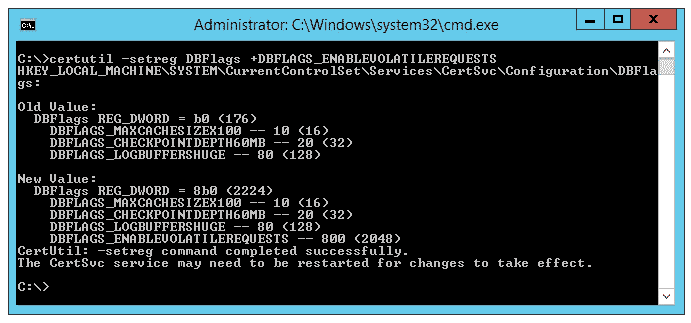 Administrator: C:\Windows\system32\cmd.exe
C:\>certutil -setreg DBFlags +DBFLAGS_ENABLEVOLATILEREQUESTS
HKEY_LOCAL_MACHINE\SYSTEM\CurrentControlSet\Services\CertSvc\Configuration\DBFla
gs:
Old Value:
DBFlags REG_DWORD = b0 (176)
DBFLAGS_MAXCACHESIZEX100 -- 10 (16)
DBFLAGS_CHECKPOINTDEPTH60MB -- 20 (32)
DBFLAGS_LOGBUFFERSHUGE -- 80 (128)
New Value:
DBFlags REG_DWORD = 8b0 (2224)
DBFLAGS_MAXCACHESIZEX100 -- 10 (16)
DBFLAGS_CHECKPOINTDEPTH60MB -- 20 (32)
DBFLAGS_LOGBUFFERSHUGE -- 80 (128)
DBFLAGS_ENABLEVOLATILEREQUESTS -- 800 (2048)
CertUtil: -setreg command completed successfully.
The CertSvc service may need to be restarted for changes to take effect.
C:\>